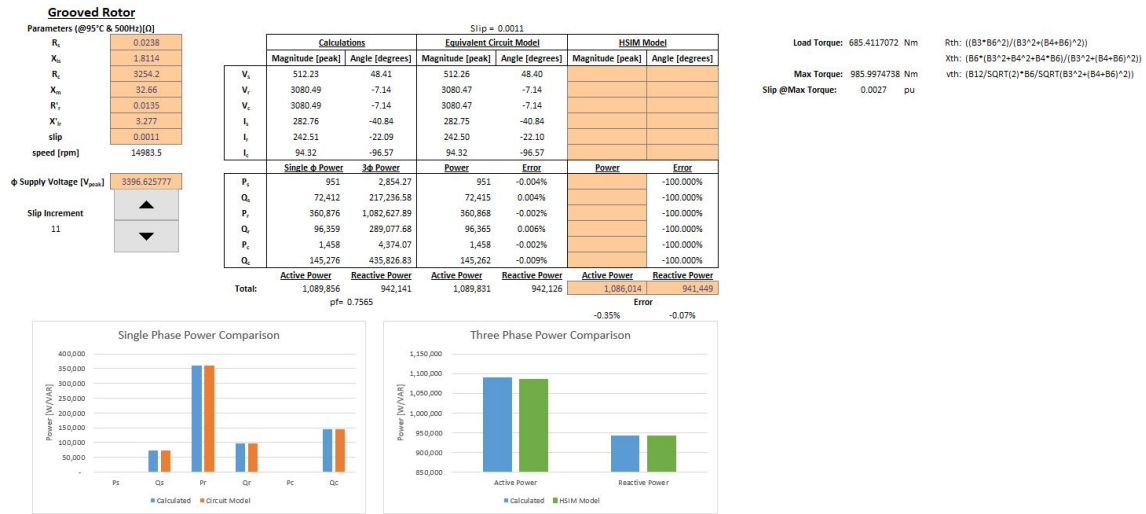 Grooved Rotor
Parameters (@95°C & 500Hz)[Ω]
Slip = 0.0011
Rs 0.0238
Xls 1.8114
Rc 3254.2
Xm 32.66
R'r 0.0135
X'lr 3.277
slip 0.0011
speed [rpm] 14983.5
ф Supply Voltage [Vpeak] 3396.625777
Slip Increment
11
Calculations Equivalent Circuit Model HSIM Model
Magnitude [peak] Angle [degrees] Magnitude [peak] Angle [degrees] Magnitude [peak] Angle [degrees]
Vs 512.23 48.41 512.26 48.40
Vr 3080.49 -7.14 3080.47 -7.14
Vc 3080.49 -7.14 3080.47 -7.14
Is 282.76 -40.84 282.75 -40.84
Ir 242.51 -22.09 242.50 -22.10
Ic 94.32 -96.57 94.32 -96.57
Single ф Power 3ф Power Power Error Power Error
Ps 951 2,854.27 951 -0.004% -100.000%
Qs 72,412 217,236.58 72,415 0.004% -100.000%
Pr 360,876 1,082,627.89 360,868 -0.002% -100.000%
Qr 96,359 289,077.68 96,365 0.006% -100.000%
Pc 1,458 4,374.07 1,458 -0.002% -100.000%
Qc 145,276 435,826.83 145,262 -0.009% -100.000%
Active Power Reactive Power Active Power Reactive Power Active Power Reactive Power
Total: 1,089,856 942,141 1,089,831 942,126 1,086,014 941,449
pf= 0.7565
Error
-0.35% -0.07%
Load Torque: 685.4117072 Nm Rth: ((B3*B6^2)/(B3^2+(B4+B6)^2))
Xth: (B6*(B3^2+B4^2+B4*B6)/(B3^2+(B4+B6)^2))
Max Torque: 985.9974738 Nm vth: (B12/SQRT(2)*B6/SQRT(B3^2+(B4+B6)^2))
Slip @Max Torque: 0.0027 pu
Single Phase Power Comparison
Power [W/VAR]
400,000
350,000
300,000
250,000
200,000
150,000
100,000
50,000
-
Ps Qs Pr Qr Pc Qc
Calculated Circuit Model
Three Phase Power Comparison
Power [W/VAR]
1,150,000
1,100,000
1,050,000
1,000,000
950,000
900,000
850,000
Active Power Reactive Power
Calculated HSIM Model